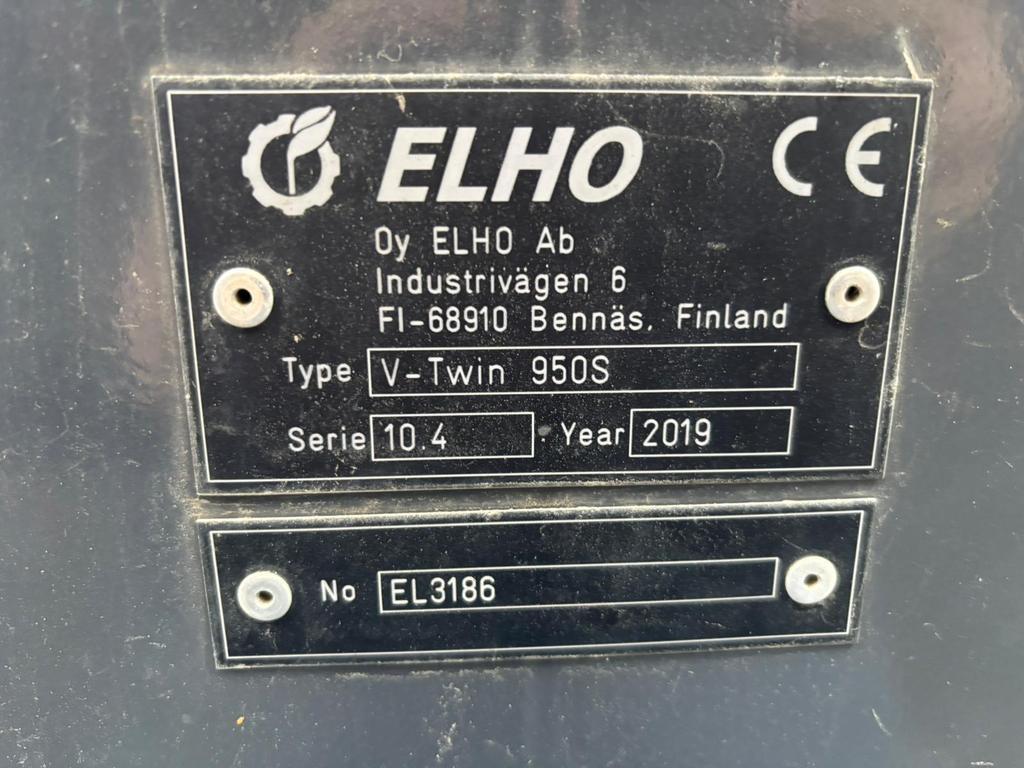 ELHO CE
Oy ELHO Ab
Industrivägen 6
FI-68910 Bennäs, Finland
Type V-Twin 950S
Serie 10.4 Year 2019
No EL3186